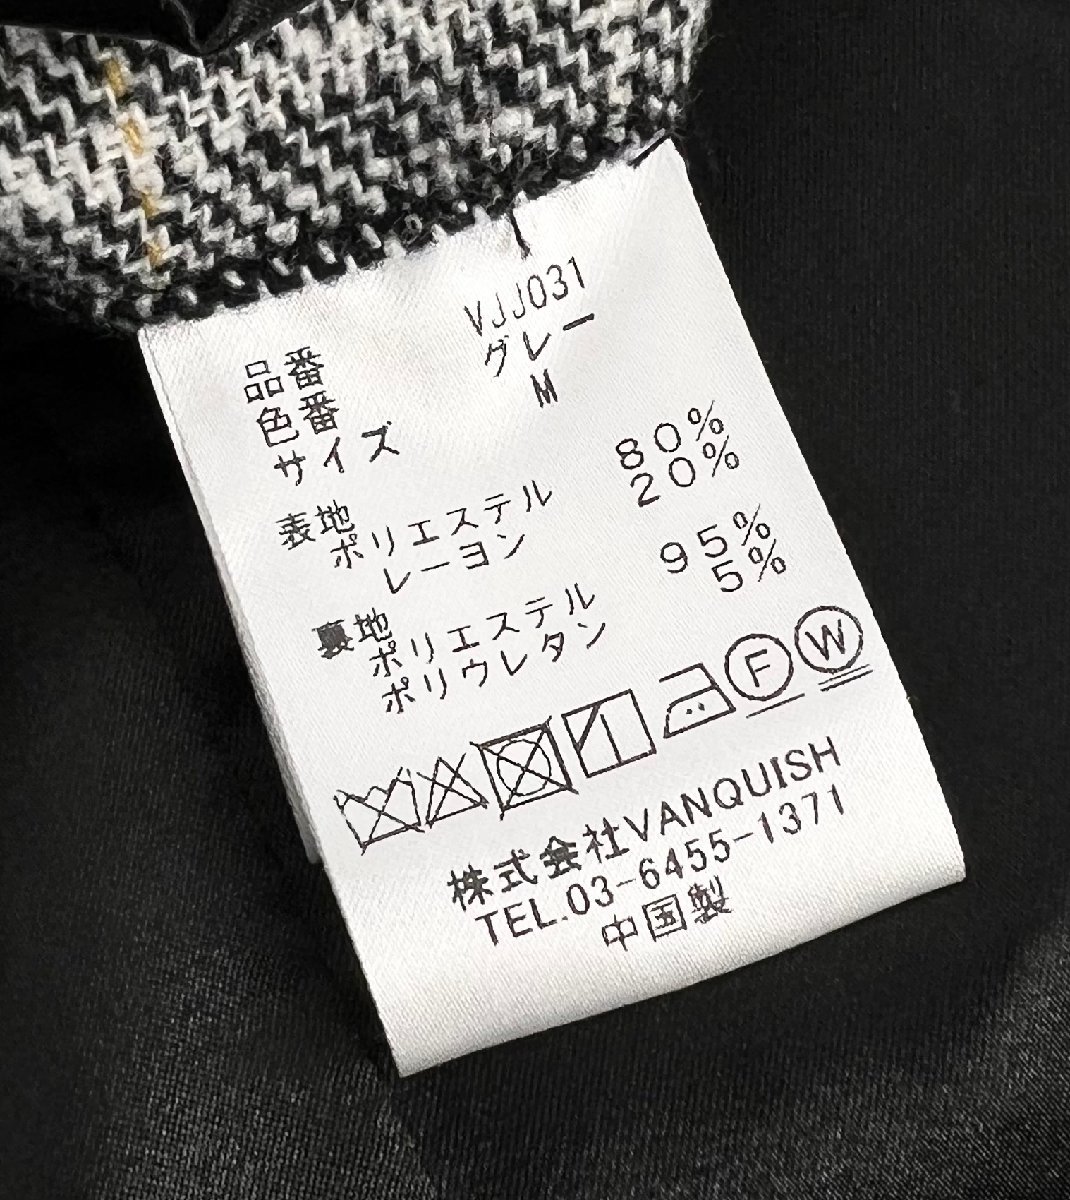 品番 VJJ031
色番 グレー
サイズ M
表地
ポリエステル 80%
レーヨン 20%
裏地
ポリエステル 95%
ポリウレタン 5%
F W
株式会社VANQUISH
TEL.03-6455-1371
中国製